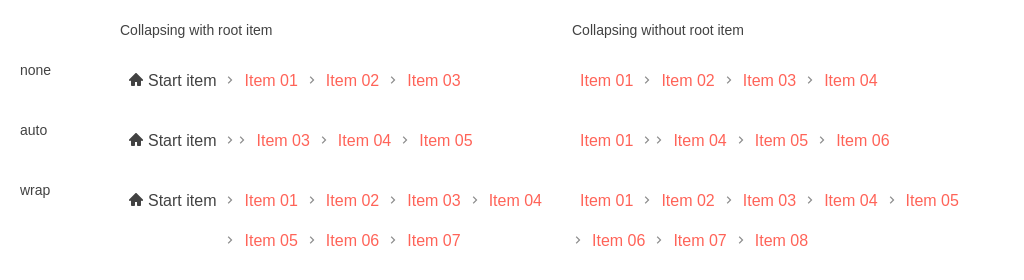 Collapsing with root item Collapsing without root item
none Start item › Item 01 › Item 02 › Item 03 Item 01 › Item 02 › Item 03 › Item 04
auto Start item › › Item 03 › Item 04 › Item 05 Item 01 › › Item 04 › Item 05 › Item 06
wrap Start item › Item 01 › Item 02 › Item 03 › Item 04 Item 01 › Item 02 › Item 03 › Item 04 › Item 05
› Item 05 › Item 06 › Item 07 › Item 06 › Item 07 › Item 08